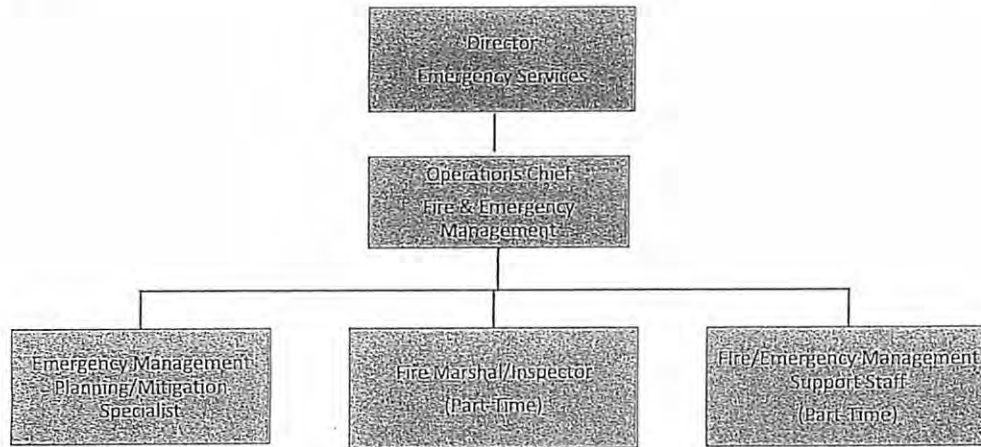 Director
Emergency Services
Operations Chief
Fire & Emergency
Management
Emergency Management
Planning/Mitigation
Specialist
Fire Marshal/Inspector
(Part-Time)
Fire/Emergency Management
Support Staff
(Part-Time)